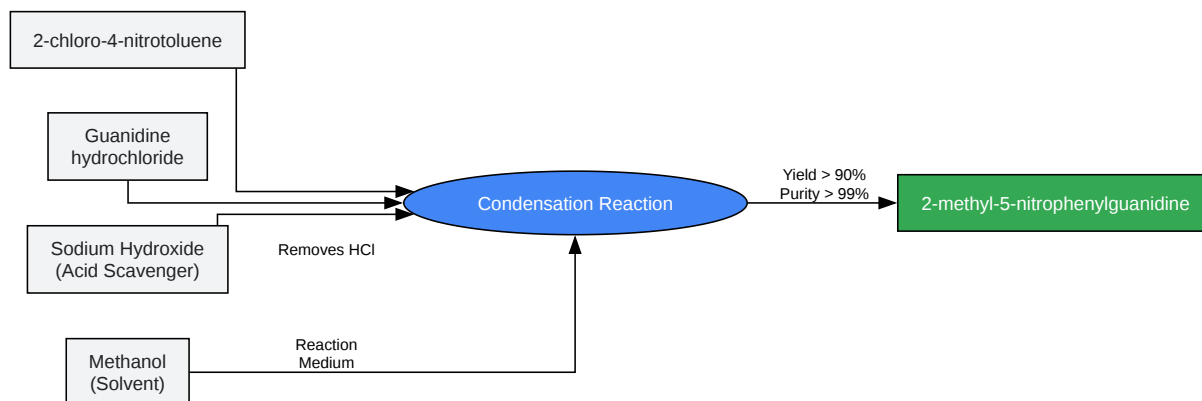 2-chloro-4-nitrotoluene
Guanidine
hydrochloride
Sodium Hydroxide
(Acid Scavenger)
Removes HCl
Methanol
(Solvent)
Reaction
Medium
Condensation Reaction
Yield > 90%
Purity > 99%
2-methyl-5-nitrophenylguanidine